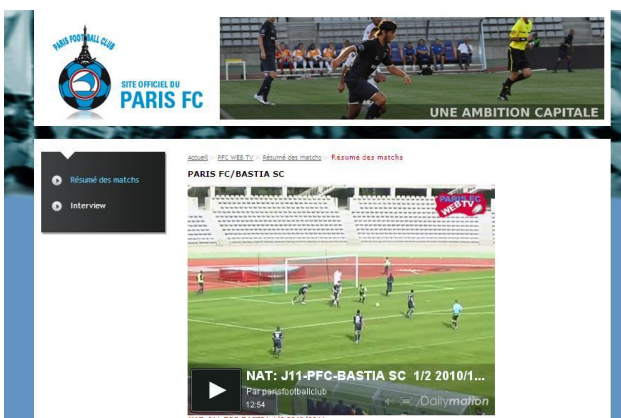 PARIS FOOTBALL CLUB
SITE OFFICIEL DU
PARIS FC
UNE AMBITION CAPITALE
Accueil > PFC WEB TV > Résumé des matchs > Résumé des matchs
Résumé des matchs
Interview
PARIS FC/BASTIA SC
PARIS FC
WEBTV
NAT: J11-PFC-BASTIA SC 1/2 2010/1...
Par parisfootballclub
12:54
Dailymotion